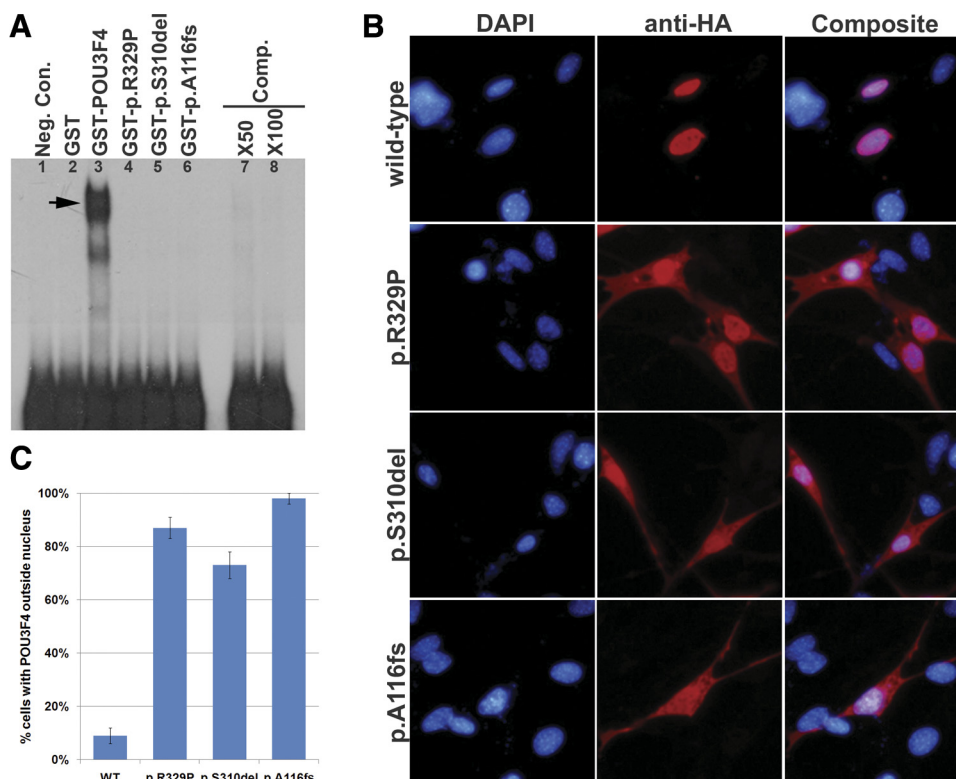 A
Neg. Con.
GST
GST-POU3F4
GST-p.R329P
GST-p.S310del
GST-p.A116fs
Comp.
X50
X100
1 2 3 4 5 6 7 8
B
DAPI anti-HA Composite
wild-type
p.R329P
p.S310del
p.A116fs
C
% cells with POU3F4 outside nucleus
100%
80%
60%
40%
20%
0%
WT p.R329P p.S310del p.A116fs